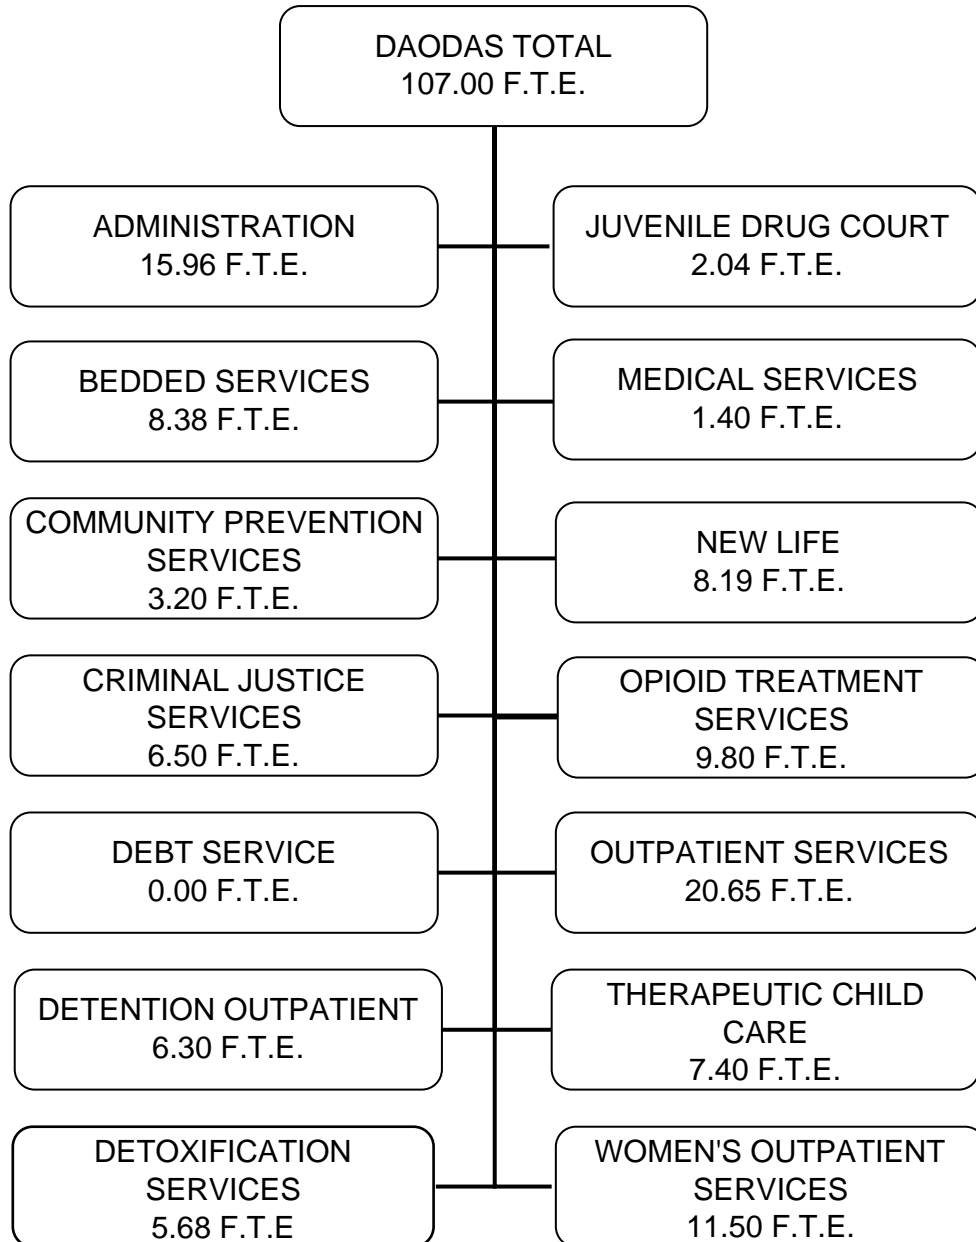 DAODAS TOTAL
107.00 F.T.E.
ADMINISTRATION
15.96 F.T.E.
JUVENILE DRUG COURT
2.04 F.T.E.
BEDDED SERVICES
8.38 F.T.E.
MEDICAL SERVICES
1.40 F.T.E.
COMMUNITY PREVENTION
SERVICES
3.20 F.T.E.
NEW LIFE
8.19 F.T.E.
CRIMINAL JUSTICE
SERVICES
6.50 F.T.E.
OPIOID TREATMENT
SERVICES
9.80 F.T.E.
DEBT SERVICE
0.00 F.T.E.
OUTPATIENT SERVICES
20.65 F.T.E.
DETENTION OUTPATIENT
6.30 F.T.E.
THERAPEUTIC CHILD
CARE
7.40 F.T.E.
DETOXIFICATION
SERVICES
5.68 F.T.E
WOMEN'S OUTPATIENT
SERVICES
11.50 F.T.E.